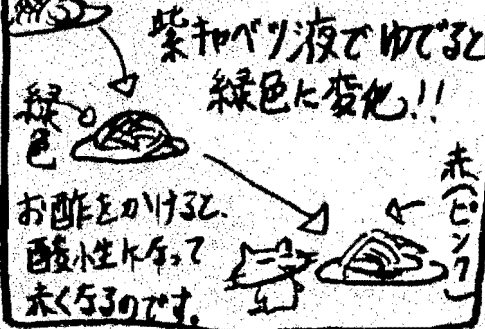 紫キャベツ液でゆでると
緑色に変化!!
緑色
赤(ピンク)
お酢をかけると、
酸性になって
赤くなるのです。